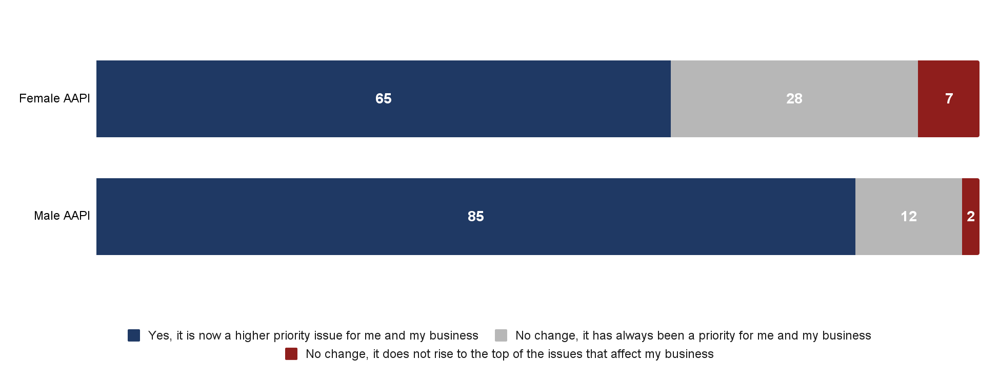 Female AAPI 65 28 7
Male AAPI 85 12 2
Yes, it is now a higher priority issue for me and my business No change, it has always been a priority for me and my business
No change, it does not rise to the top of the issues that affect my business